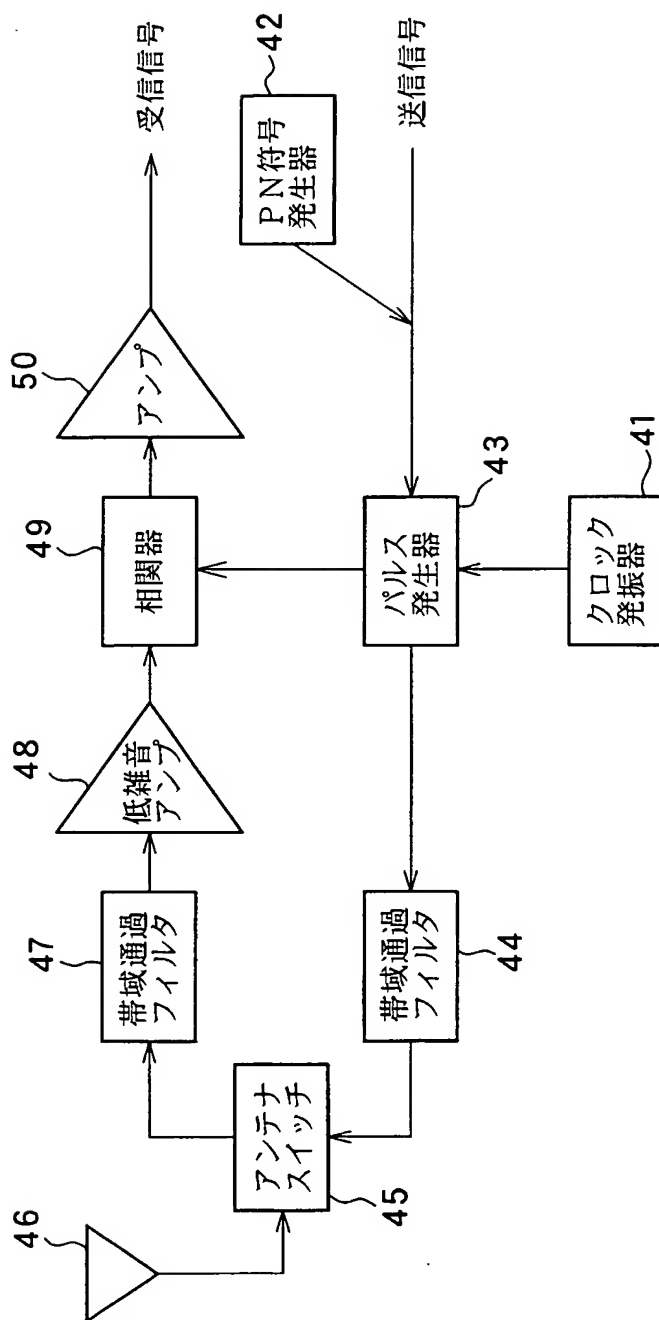 46
アンテナ
スイッチ
45
47
帯域通過
フィルタ
48
低雑音
アンプ
49
相関器
50
アンプ
受信信号
42
PN符号
発生器
送信信号
43
パルス
発生器
41
クロック
発振器
44
帯域通過
フィルタ